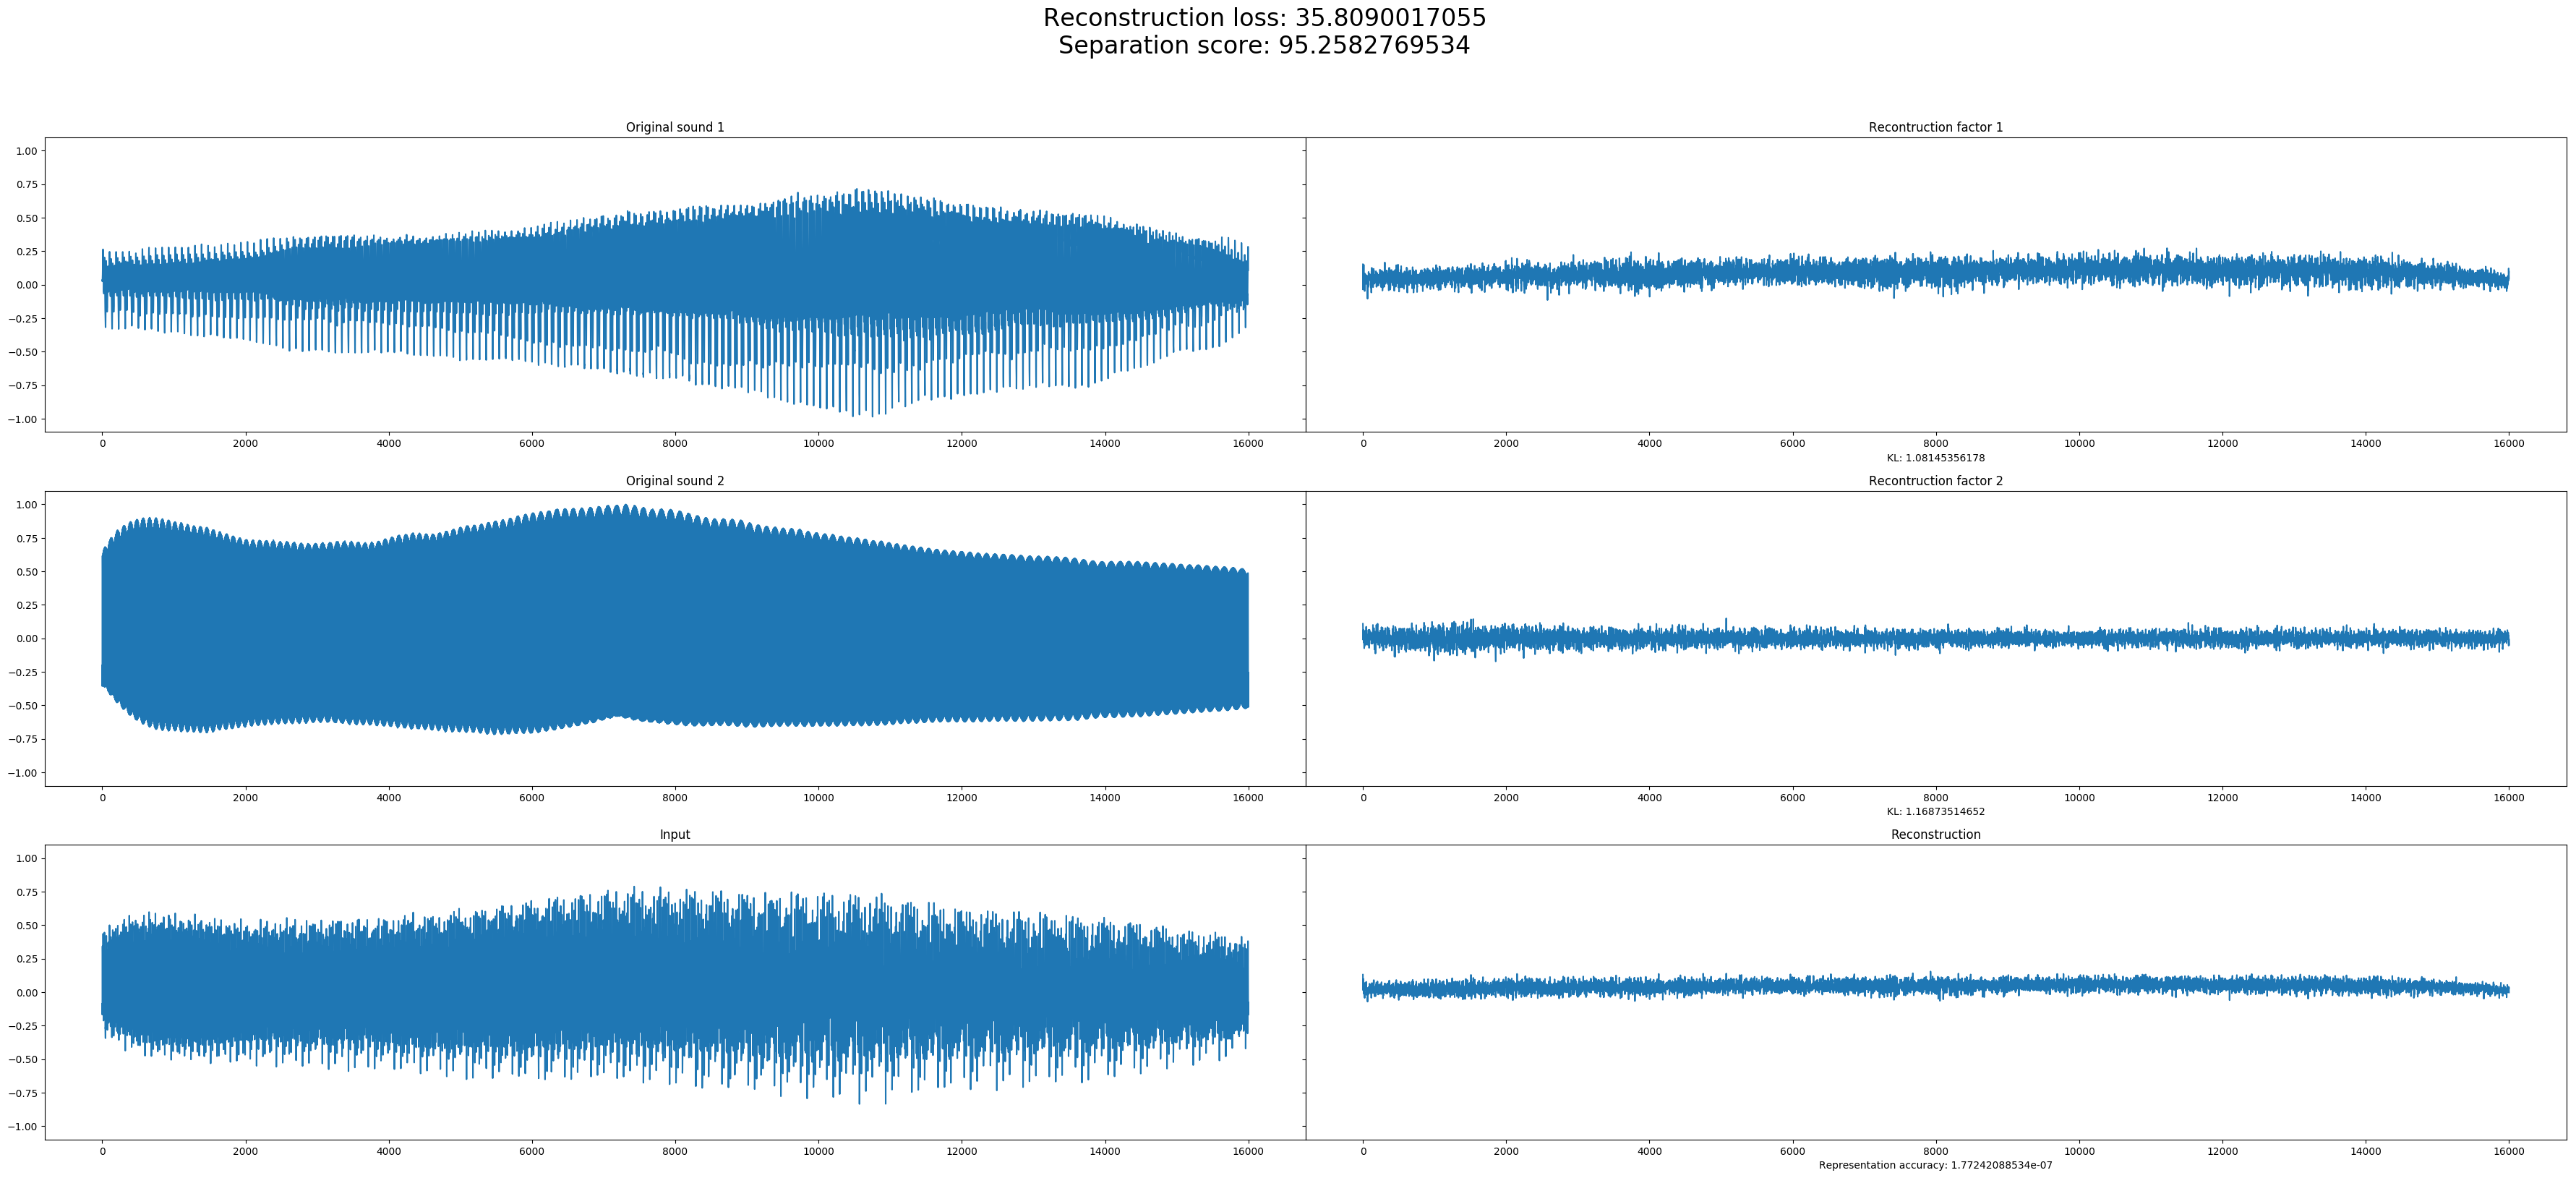 Reconstruction loss: 35.8090017055
Separation score: 95.2582769534
Original sound 1
Recontruction factor 1
1.00
0.75
0.50
0.25
0.00
−0.25
−0.50
−0.75
−1.00
0 2000 4000 6000 8000 10000 12000 14000 16000
0 2000 4000 6000 8000 10000 12000 14000 16000
KL: 1.08145356178
Original sound 2
Recontruction factor 2
1.00
0.75
0.50
0.25
0.00
−0.25
−0.50
−0.75
−1.00
0 2000 4000 6000 8000 10000 12000 14000 16000
0 2000 4000 6000 8000 10000 12000 14000 16000
KL: 1.16873514652
Input
Reconstruction
1.00
0.75
0.50
0.25
0.00
−0.25
−0.50
−0.75
−1.00
0 2000 4000 6000 8000 10000 12000 14000 16000
0 2000 4000 6000 8000 10000 12000 14000 16000
Representation accuracy: 1.77242088534e-07